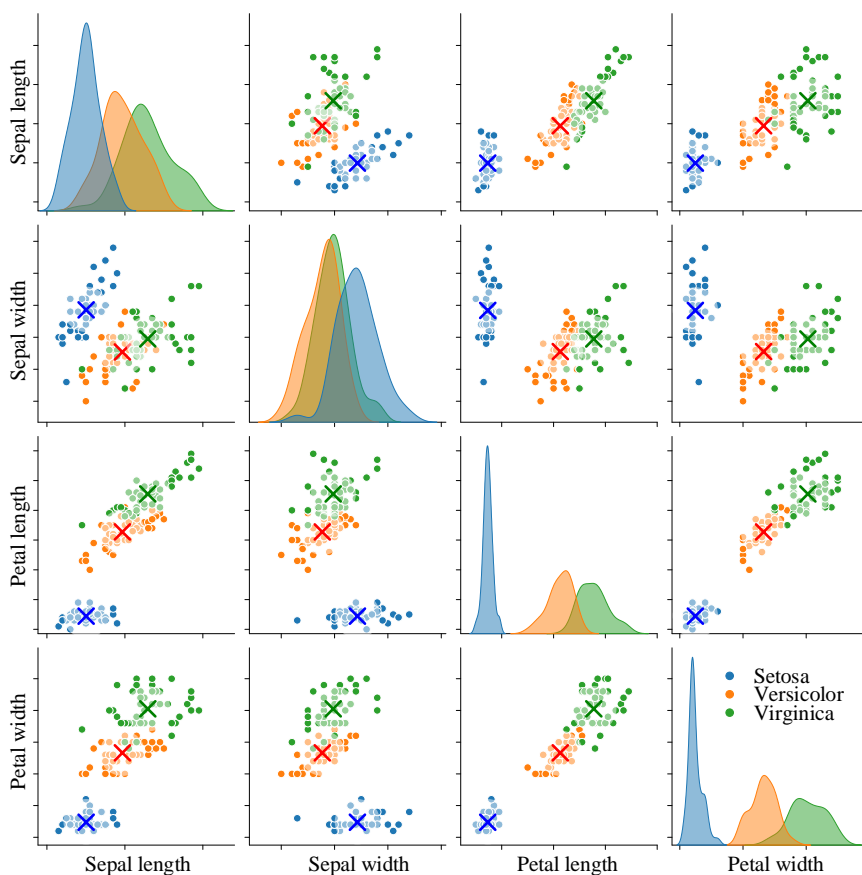 Sepal length
Sepal width
Petal length
Petal width
Setosa
Versicolor
Virginica
Sepal length
Sepal width
Petal length
Petal width